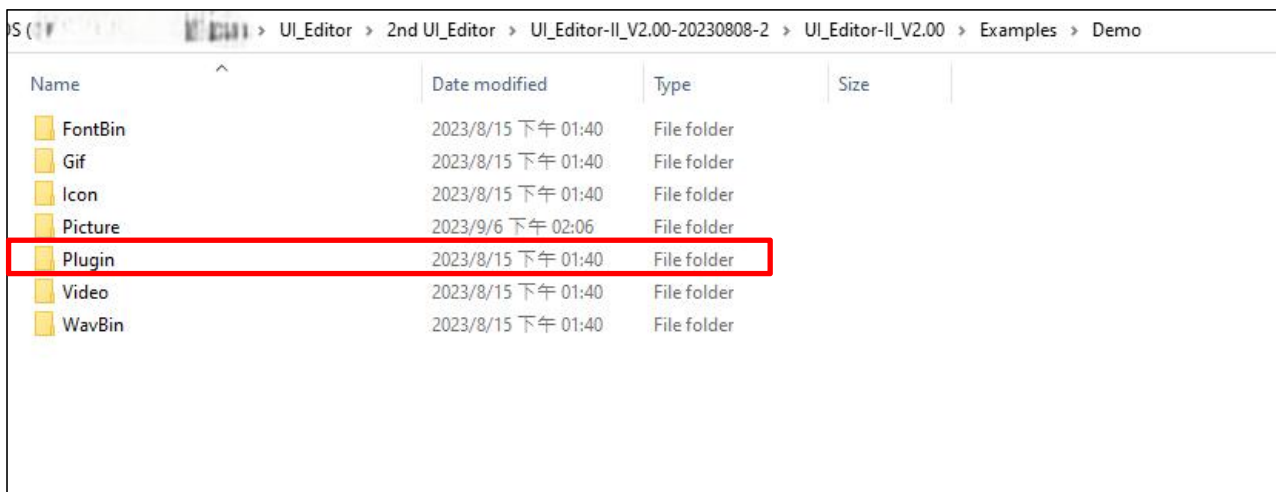 UI_Editor > 2nd UI_Editor > UI_Editor-II_V2.00-20230808-2 > UI_Editor-II_V2.00 > Examples > Demo
Name Date modified Type Size
FontBin 2023/8/15 下午 01:40 File folder
Gif 2023/8/15 下午 01:40 File folder
Icon 2023/8/15 下午 01:40 File folder
Picture 2023/9/6 下午 02:06 File folder
Plugin 2023/8/15 下午 01:40 File folder
Video 2023/8/15 下午 01:40 File folder
WavBin 2023/8/15 下午 01:40 File folder